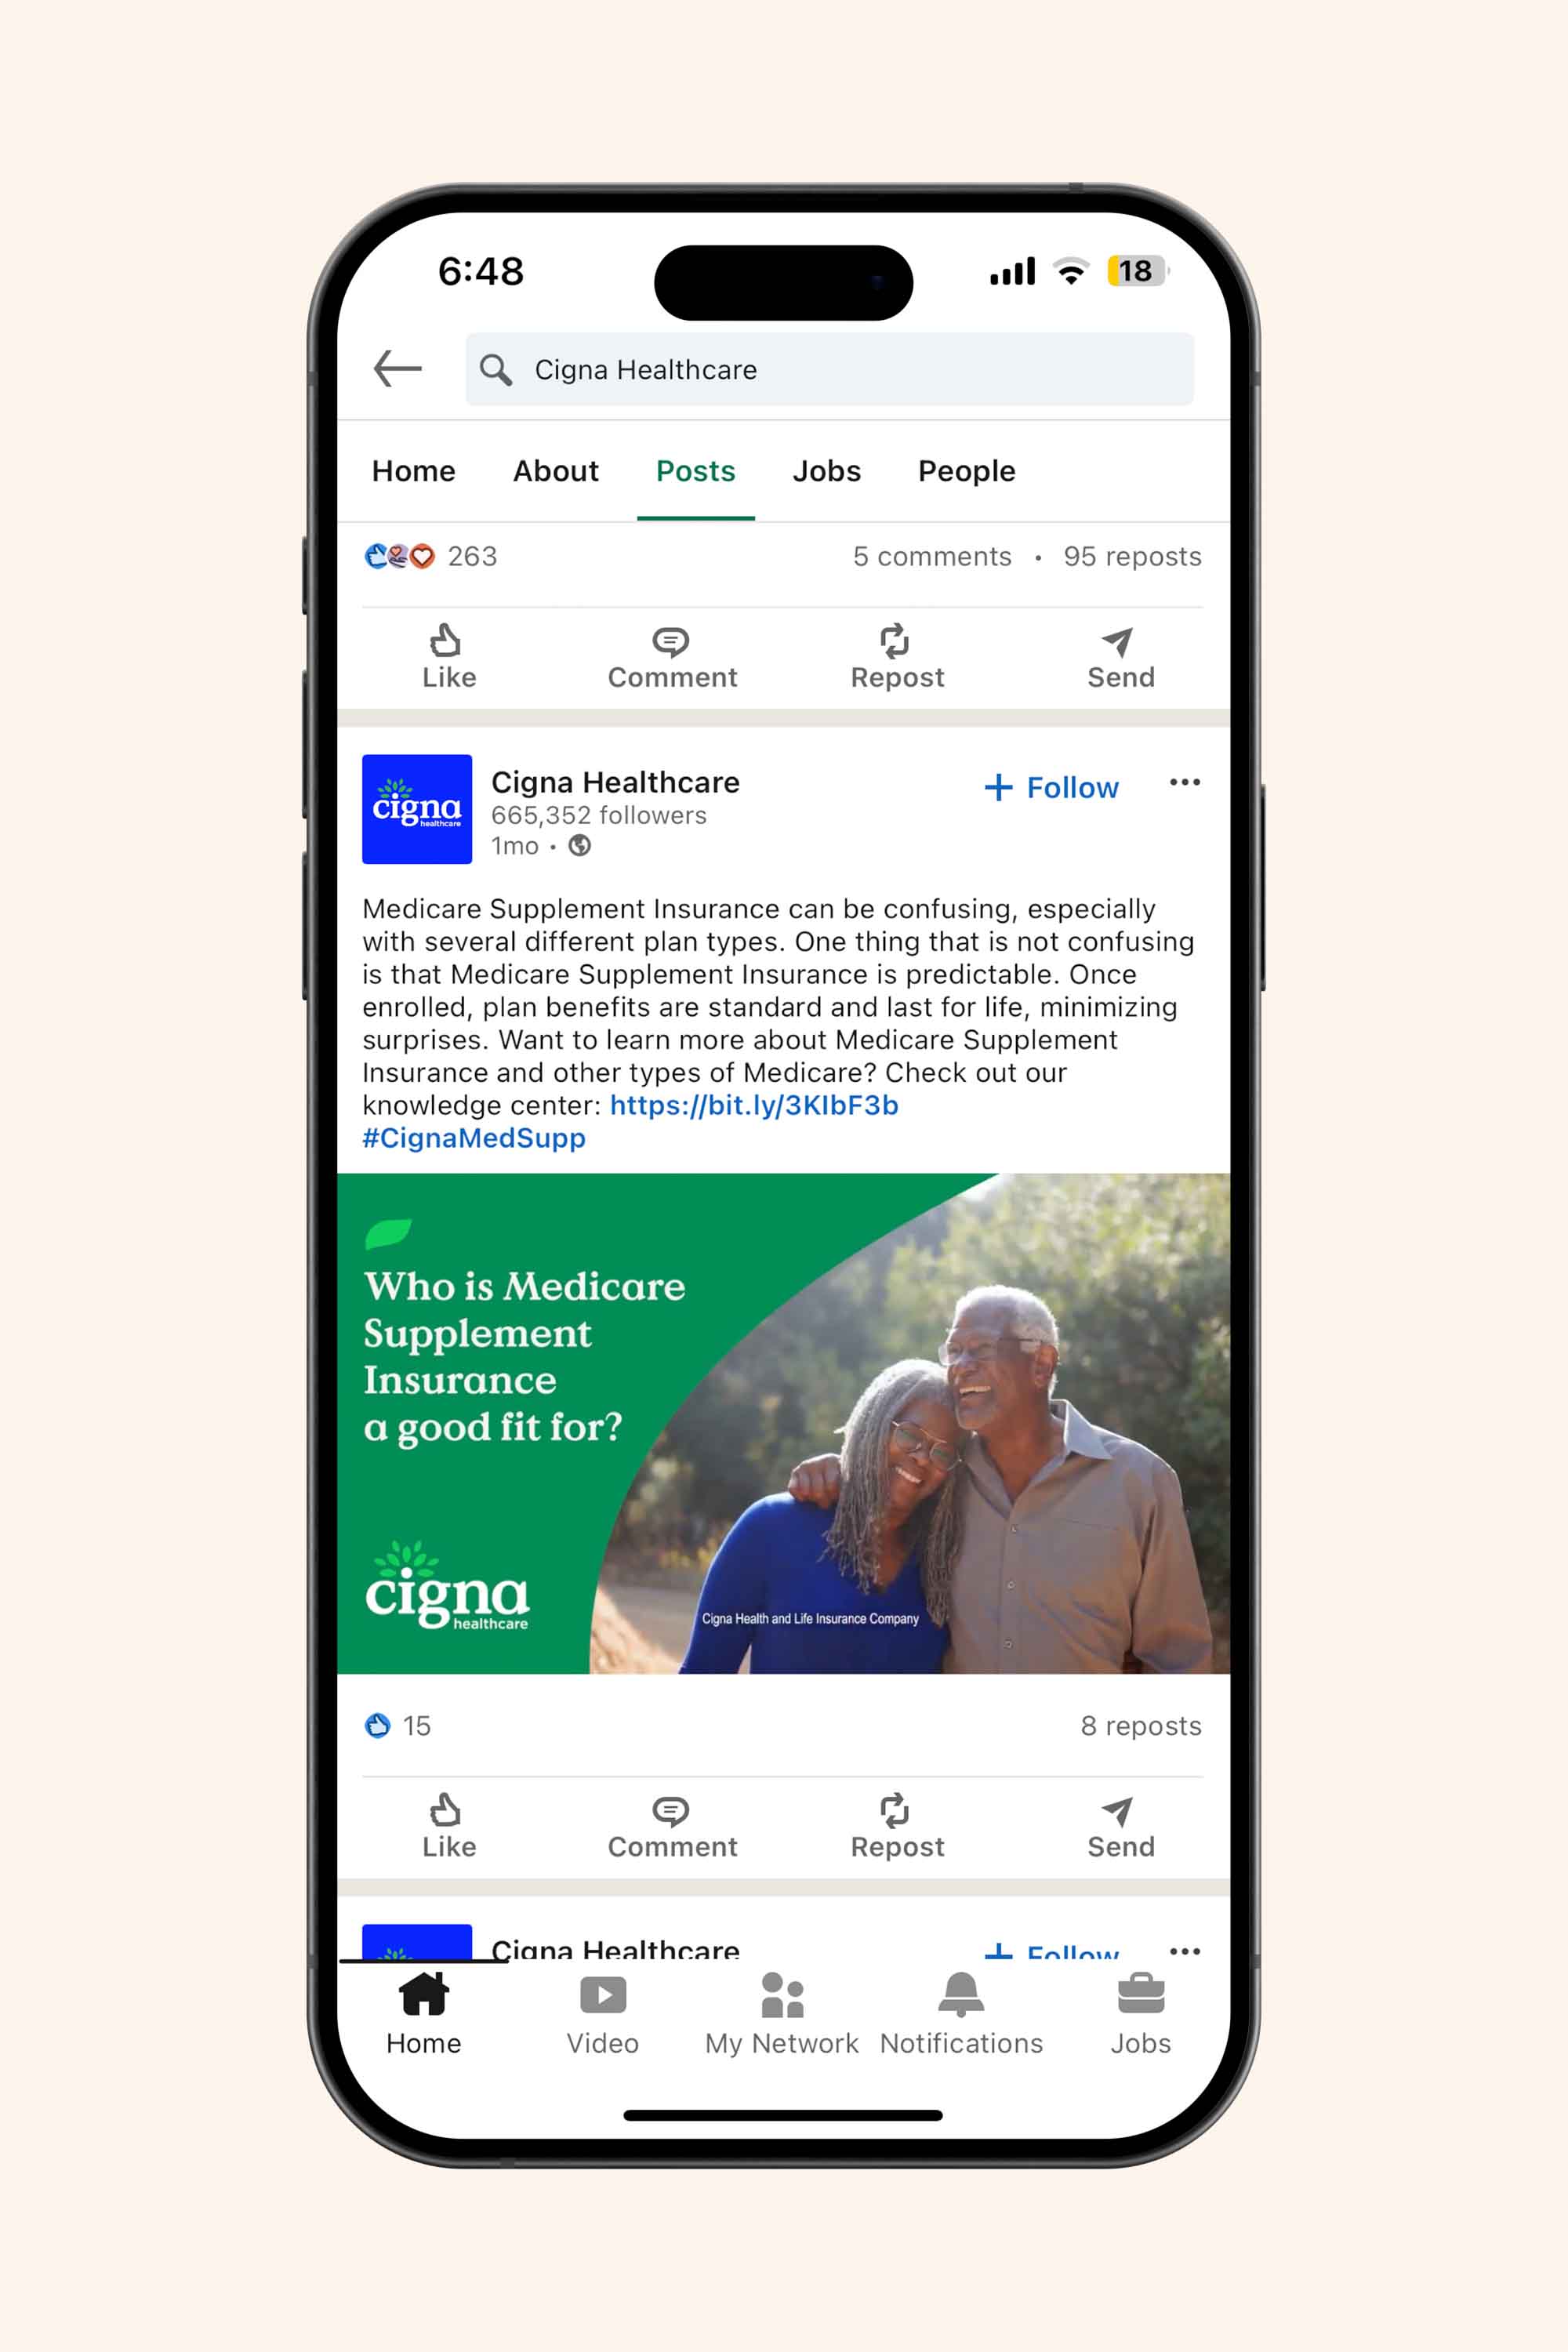 6:48
18
Cigna Healthcare
Home About Posts Jobs People
263 5 comments • 95 reposts
Like Comment Repost Send
cigna
healthcare
Cigna Healthcare
665,352 followers
1mo •
+ Follow
Medicare Supplement Insurance can be confusing, especially
with several different plan types. One thing that is not confusing
is that Medicare Supplement Insurance is predictable. Once
enrolled, plan benefits are standard and last for life, minimizing
surprises. Want to learn more about Medicare Supplement
Insurance and other types of Medicare? Check out our
knowledge center: https://bit.ly/3KIbF3b
#CignaMedSupp
Who is Medicare
Supplement
Insurance
a good fit for?
cigna
healthcare
Cigna Health and Life Insurance Company
15 8 reposts
Like Comment Repost Send
Cigna Healthcare + Follow
Home Video My Network Notifications Jobs